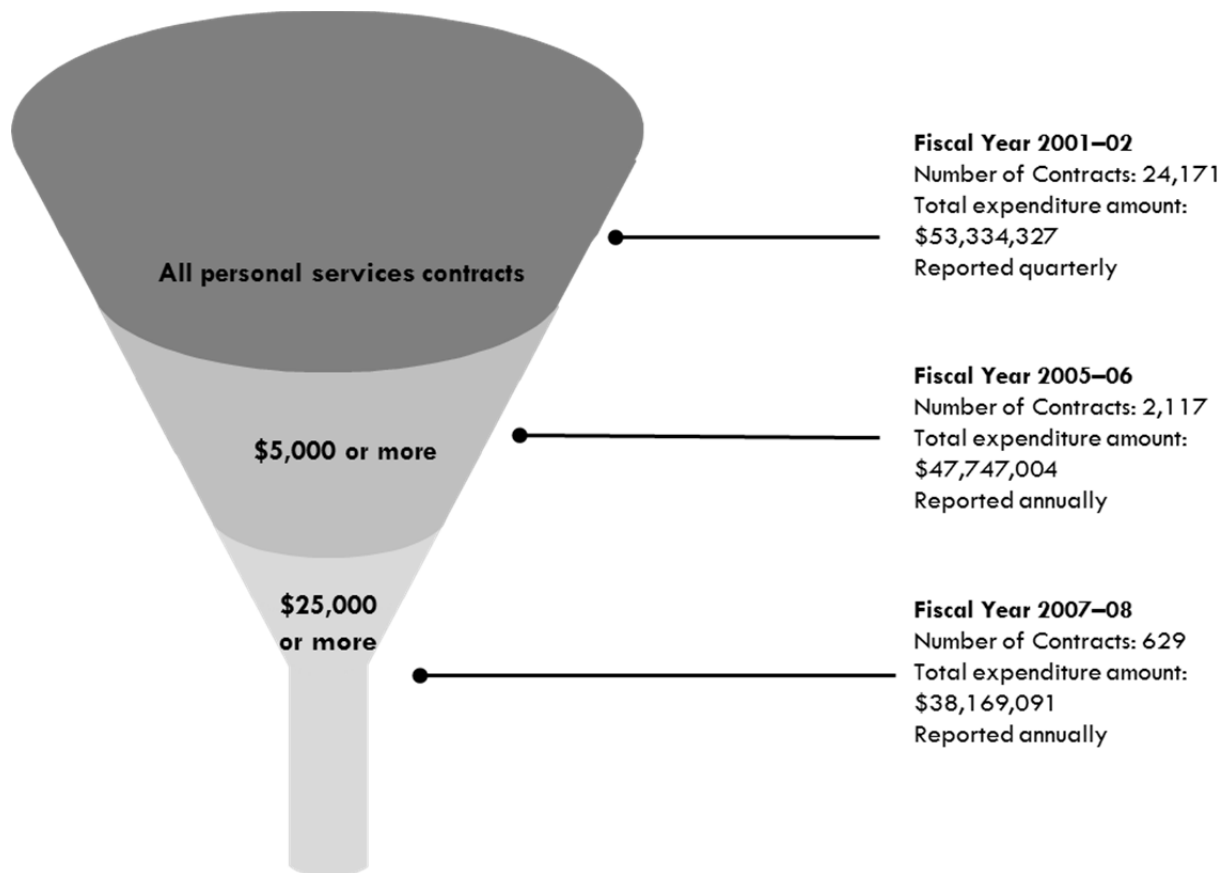 All personal services contracts
$5,000 or more
$25,000
or more
Fiscal Year 2001–02
Number of Contracts: 24,171
Total expenditure amount:
$53,334,327
Reported quarterly
Fiscal Year 2005–06
Number of Contracts: 2,117
Total expenditure amount:
$47,747,004
Reported annually
Fiscal Year 2007–08
Number of Contracts: 629
Total expenditure amount:
$38,169,091
Reported annually